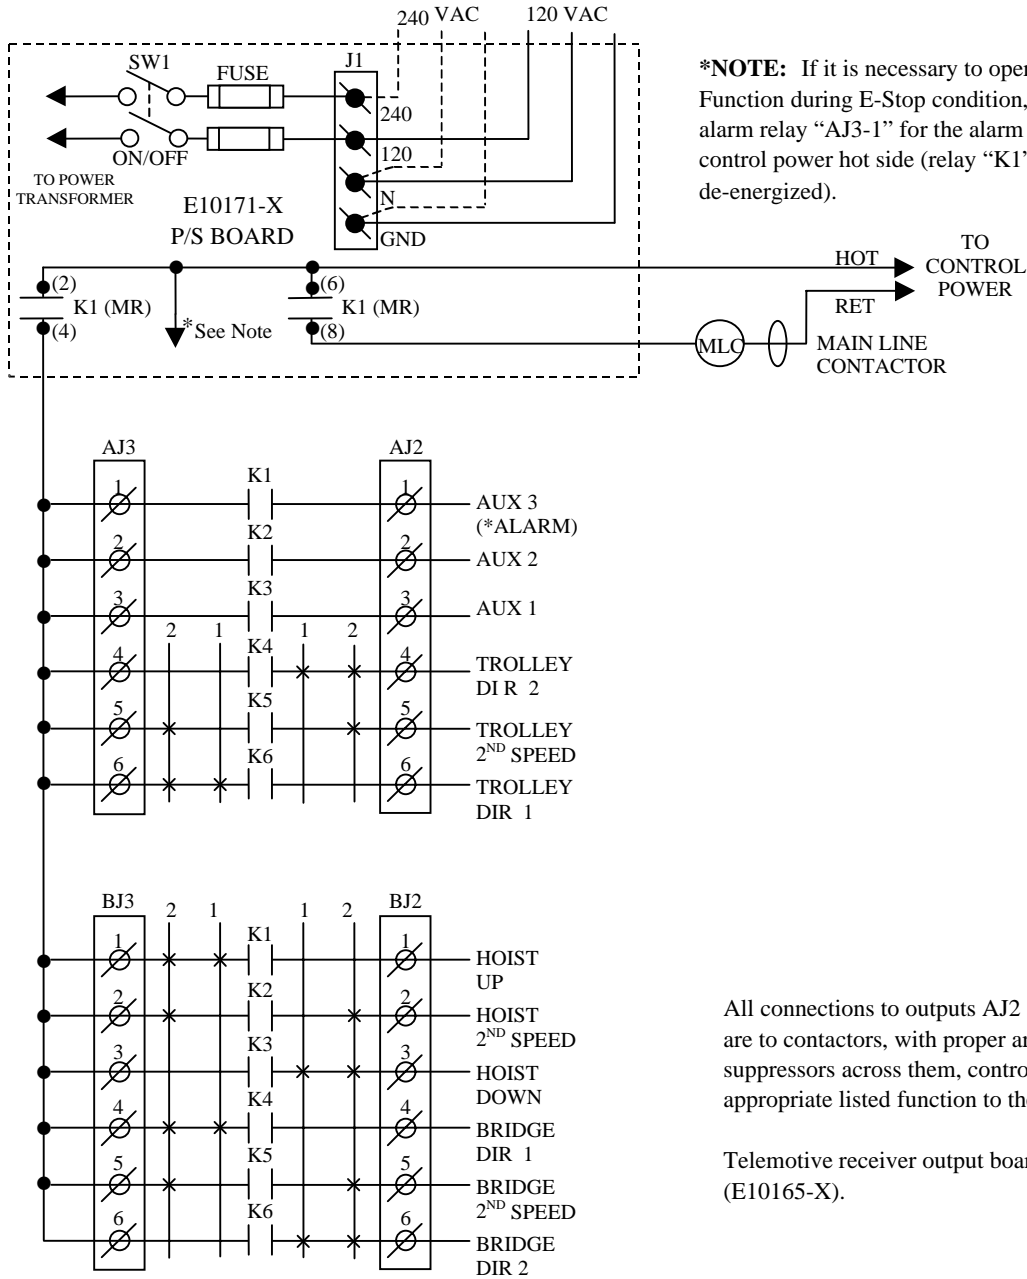 240 VAC
120 VAC
SW1
FUSE
J1
240
120
N
GND
ON/OFF
TO POWER
TRANSFORMER
E10171-X
P/S BOARD
*NOTE: If it is necessary to oper
Function during E-Stop condition,
alarm relay “AJ3-1” for the alarm
control power hot side (relay “K1”
de-energized).
HOT
TO
CONTROL
POWER
RET
(2)
K1 (MR)
(4)
*See Note
(6)
K1 (MR)
(8)
MLC
MAIN LINE
CONTACTOR
AJ3
AJ2
1 K1 1 AUX 3
(*ALARM)
2 K2 2 AUX 2
3 K3 3 AUX 1
2 1 1 2
4 K4 4 TROLLEY
DI R 2
5 K5 5 TROLLEY
2ND SPEED
6 K6 6 TROLLEY
DIR 1
BJ3 2 1 1 2 BJ2
1 K1 1 HOIST
UP
2 K2 2 HOIST
2ND SPEED
3 K3 3 HOIST
DOWN
4 K4 4 BRIDGE
DIR 1
5 K5 5 BRIDGE
2ND SPEED
6 K6 6 BRIDGE
DIR 2
All connections to outputs AJ2
are to contactors, with proper ar
suppressors across them, contro
appropriate listed function to the
Telemotive receiver output boar
(E10165-X).